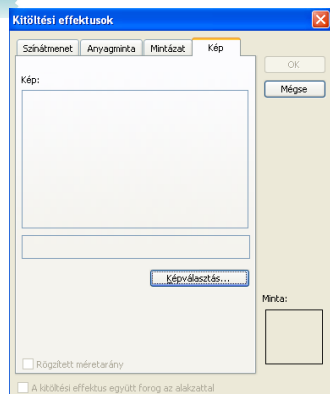 Kitöltési effektusok
Színátmenet Anyagminta Mintázat Kép
OK
Mégse
Kép:
Képválasztás...
Minta:
Rögzített méretarány
A kitöltési effektus együtt forog az alakzattal